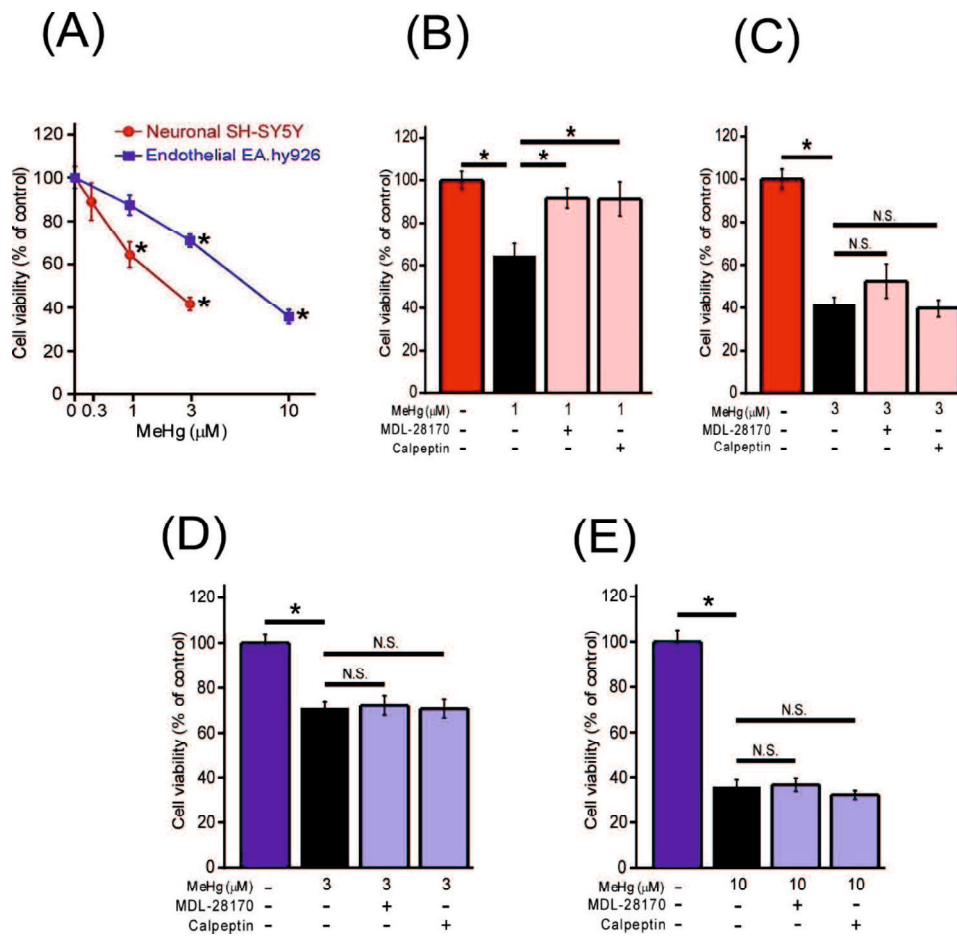 (A)
Cell viability (% of control)
120
100
80
60
40
20
0
Neuronal SH-SY5Y
Endothelial EA.hy926
*
*
*
*
0 0.3 1 3 10
MeHg (μM)
(B)
Cell viability (% of control)
120
100
80
60
40
20
0
*
*
*
MeHg (μM) - 1 1 1
MDL-28170 - - + -
Calpeptin - - - +
(C)
Cell viability (% of control)
120
100
80
60
40
20
0
*
N.S.
N.S.
MeHg (μM) - 3 3 3
MDL-28170 - - + -
Calpeptin - - - +
(D)
Cell viability (% of control)
120
100
80
60
40
20
0
*
N.S.
N.S.
MeHg (μM) - 3 3 3
MDL-28170 - - + -
Calpeptin - - - +
(E)
Cell viability (% of control)
120
100
80
60
40
20
0
*
N.S.
N.S.
MeHg (μM) - 10 10 10
MDL-28170 - - + -
Calpeptin - - - +